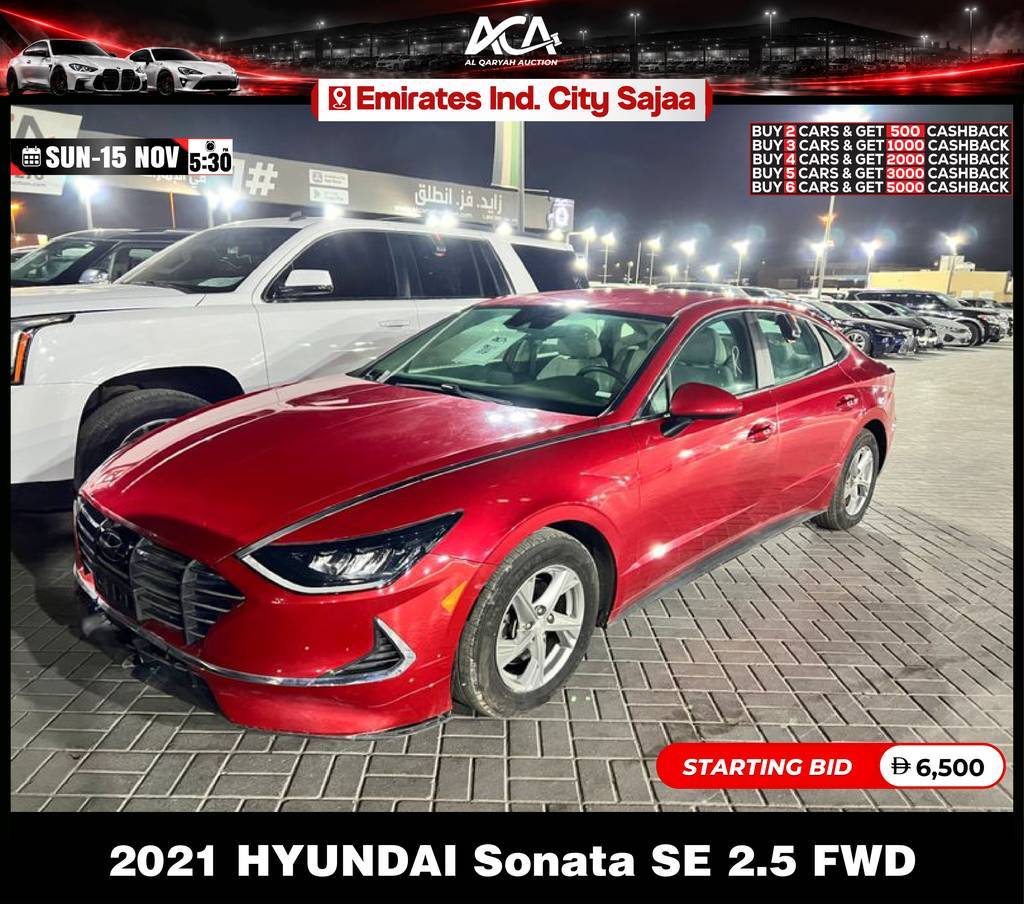 ACA
AL QARYAH AUCTION
Emirates Ind. City Sajaa
SUN-15 NOV 5:30 PM
BUY 2 CARS & GET 500 CASHBACK
BUY 3 CARS & GET 1000 CASHBACK
BUY 4 CARS & GET 2000 CASHBACK
BUY 5 CARS & GET 3000 CASHBACK
BUY 6 CARS & GET 5000 CASHBACK
#
زايد. فز. انطلق
STARTING BID 6,500
2021 HYUNDAI Sonata SE 2.5 FWD